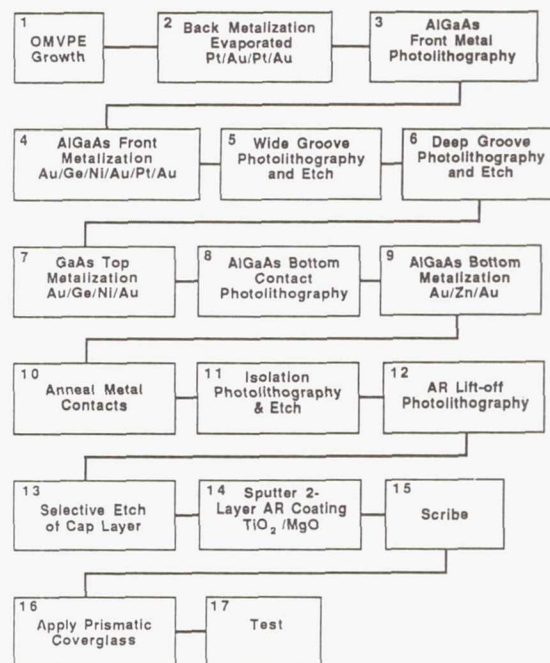 1
OMVPE
Growth
2 Back Metalization
Evaporated
Pt/Au/Pt/Au
3 AlGaAs
Front Metal
Photolithography
4 AlGaAs Front
Metalization
Au/Ge/Ni/Au/Pt/Au
5 Wide Groove
Photolithography
and Etch
6 Deep Groove
Photolithography
and Etch
7 GaAs Top
Metalization
Au/Ge/Ni/Au
8 AlGaAs Bottom
Contact
Photolithography
9 AlGaAs Bottom
Metalization
Au/Zn/Au
10
Anneal Metal
Contacts
11 Isolation
Photolithography
& Etch
12 AR Lift-off
Photolithography
13
Selective Etch
of Cap Layer
14 Sputter 2-
Layer AR Coating
TiO₂ /MgO
15
Scribe
16
Apply Prismatic
Coverglass
17
Test